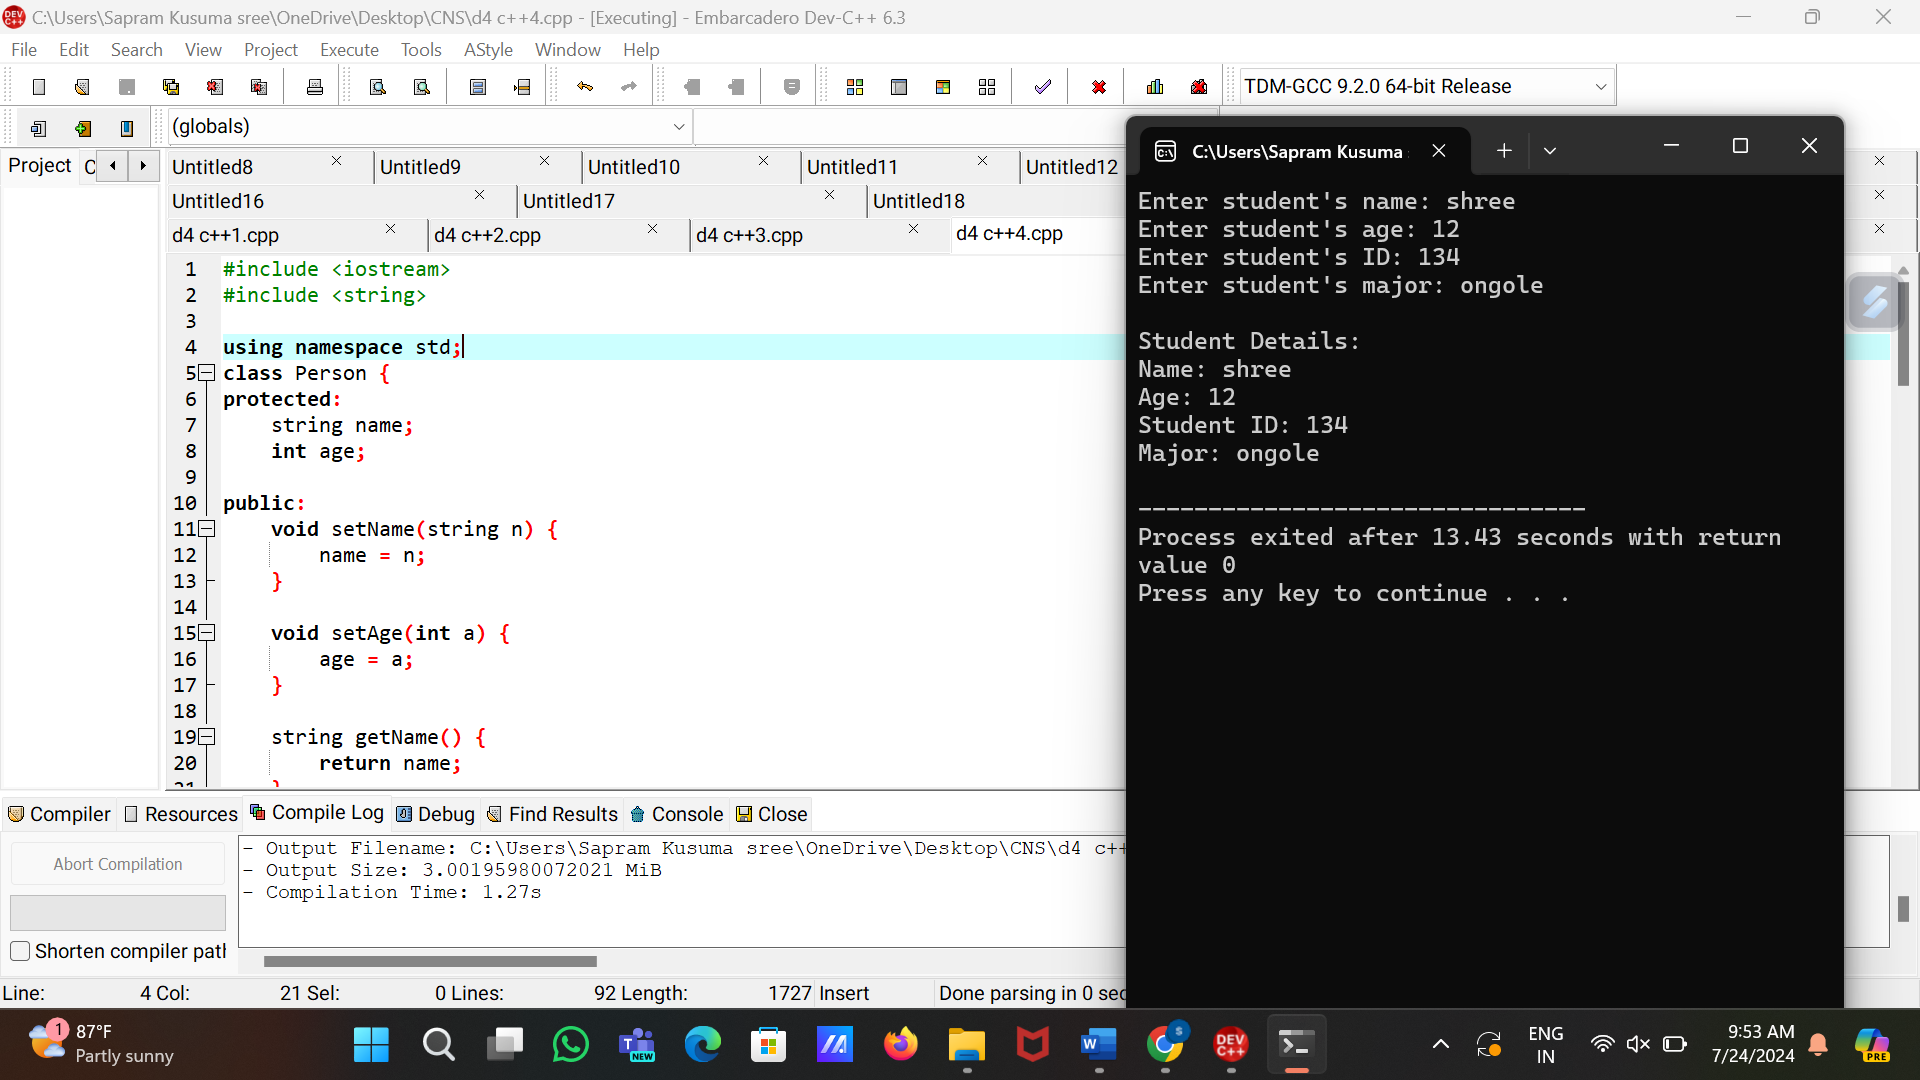 C:\Users\Sapram Kusuma sree\OneDrive\Desktop\CNS\d4 c++4.cpp - [Executing] - Embarcadero Dev-C++ 6.3
File Edit Search View Project Execute Tools AStyle Window Help
TDM-GCC 9.2.0 64-bit Release
(globals)
Project C
Untitled8 Untitled9 Untitled10 Untitled11 Untitled12
Untitled16 Untitled17 Untitled18
d4 c++1.cpp d4 c++2.cpp d4 c++3.cpp d4 c++4.cpp
1 #include <iostream>
2 #include <string>
3
4 using namespace std;
5 class Person {
6 protected:
7 string name;
8 int age;
9
10 public:
11 void setName(string n) {
12 name = n;
13 }
14
15 void setAge(int a) {
16 age = a;
17 }
18
19 string getName() {
20 return name;
21 }
C:\Users\Sapram Kusuma
Enter student's name: shree
Enter student's age: 12
Enter student's ID: 134
Enter student's major: ongole
Student Details:
Name: shree
Age: 12
Student ID: 134
Major: ongole
--------------------------------
Process exited after 13.43 seconds with return
value 0
Press any key to continue . . .
Compiler Resources Compile Log Debug Find Results Console Close
Abort Compilation
Shorten compiler path
- Output Filename: C:\Users\Sapram Kusuma sree\OneDrive\Desktop\CNS\d4 c++
- Output Size: 3.00195980072021 MiB
- Compilation Time: 1.27s
Line: 4 Col: 21 Sel: 0 Lines: 92 Length: 1727 Insert Done parsing in 0 sec
1
87°F
Partly sunny
NEW
S
DEV
C++
ENG
IN
9:53 AM
7/24/2024
PRE